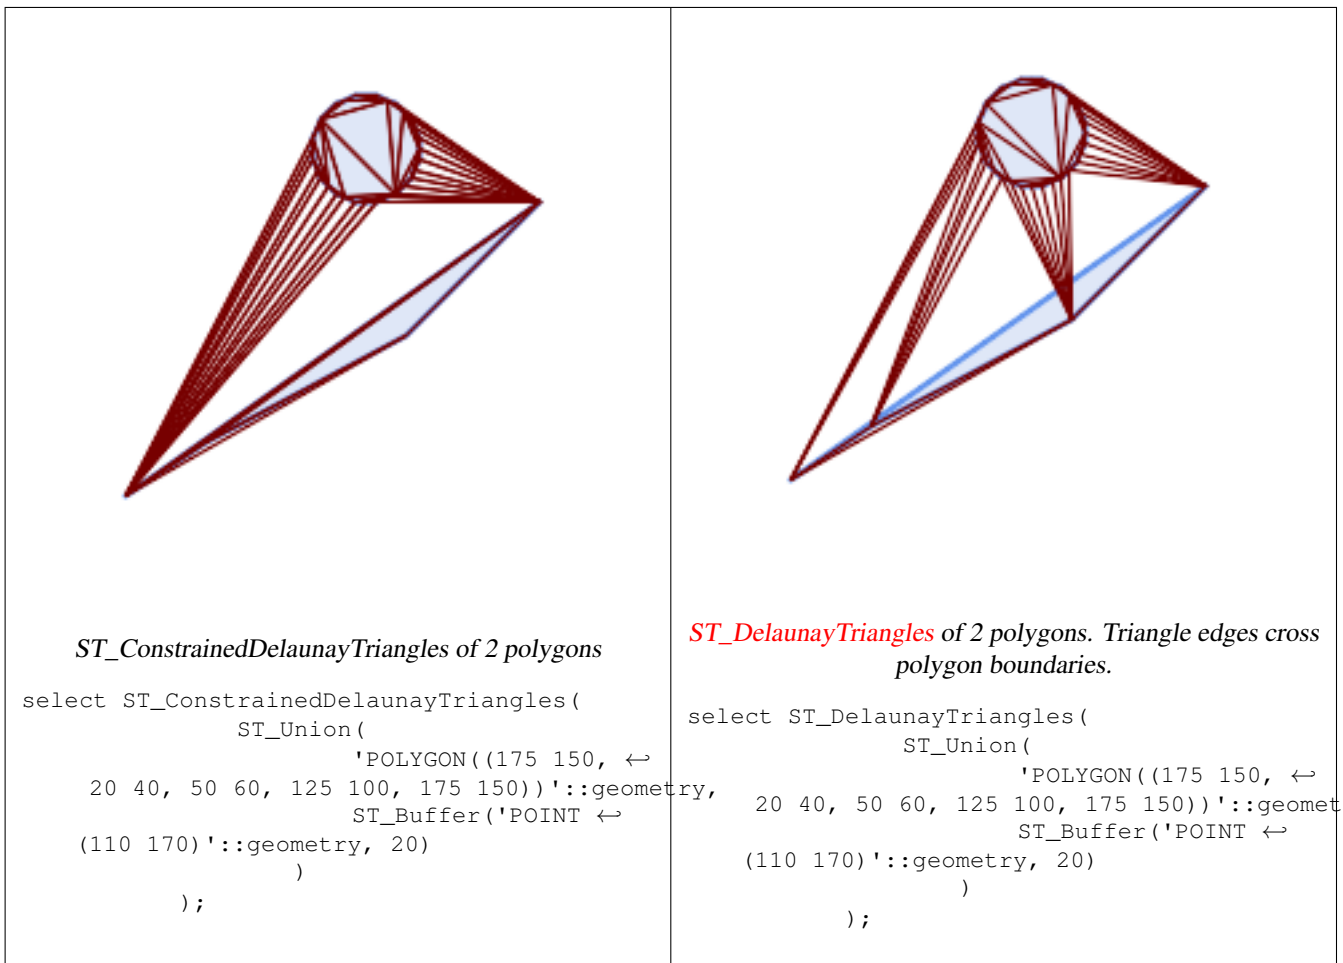 ST_ConstrainedDelaunayTriangles of 2 polygons
select ST_ConstrainedDelaunayTriangles(
ST_Union(
'POLYGON((175 150, ↩
20 40, 50 60, 125 100, 175 150))'::geometry,
ST_Buffer('POINT ↩
(110 170)'::geometry, 20)
)
);
ST_DelaunayTriangles of 2 polygons. Triangle edges cross
polygon boundaries.
select ST_DelaunayTriangles(
ST_Union(
'POLYGON((175 150, ↩
20 40, 50 60, 125 100, 175 150))'::geomet
ST_Buffer('POINT ↩
(110 170)'::geometry, 20)
)
);